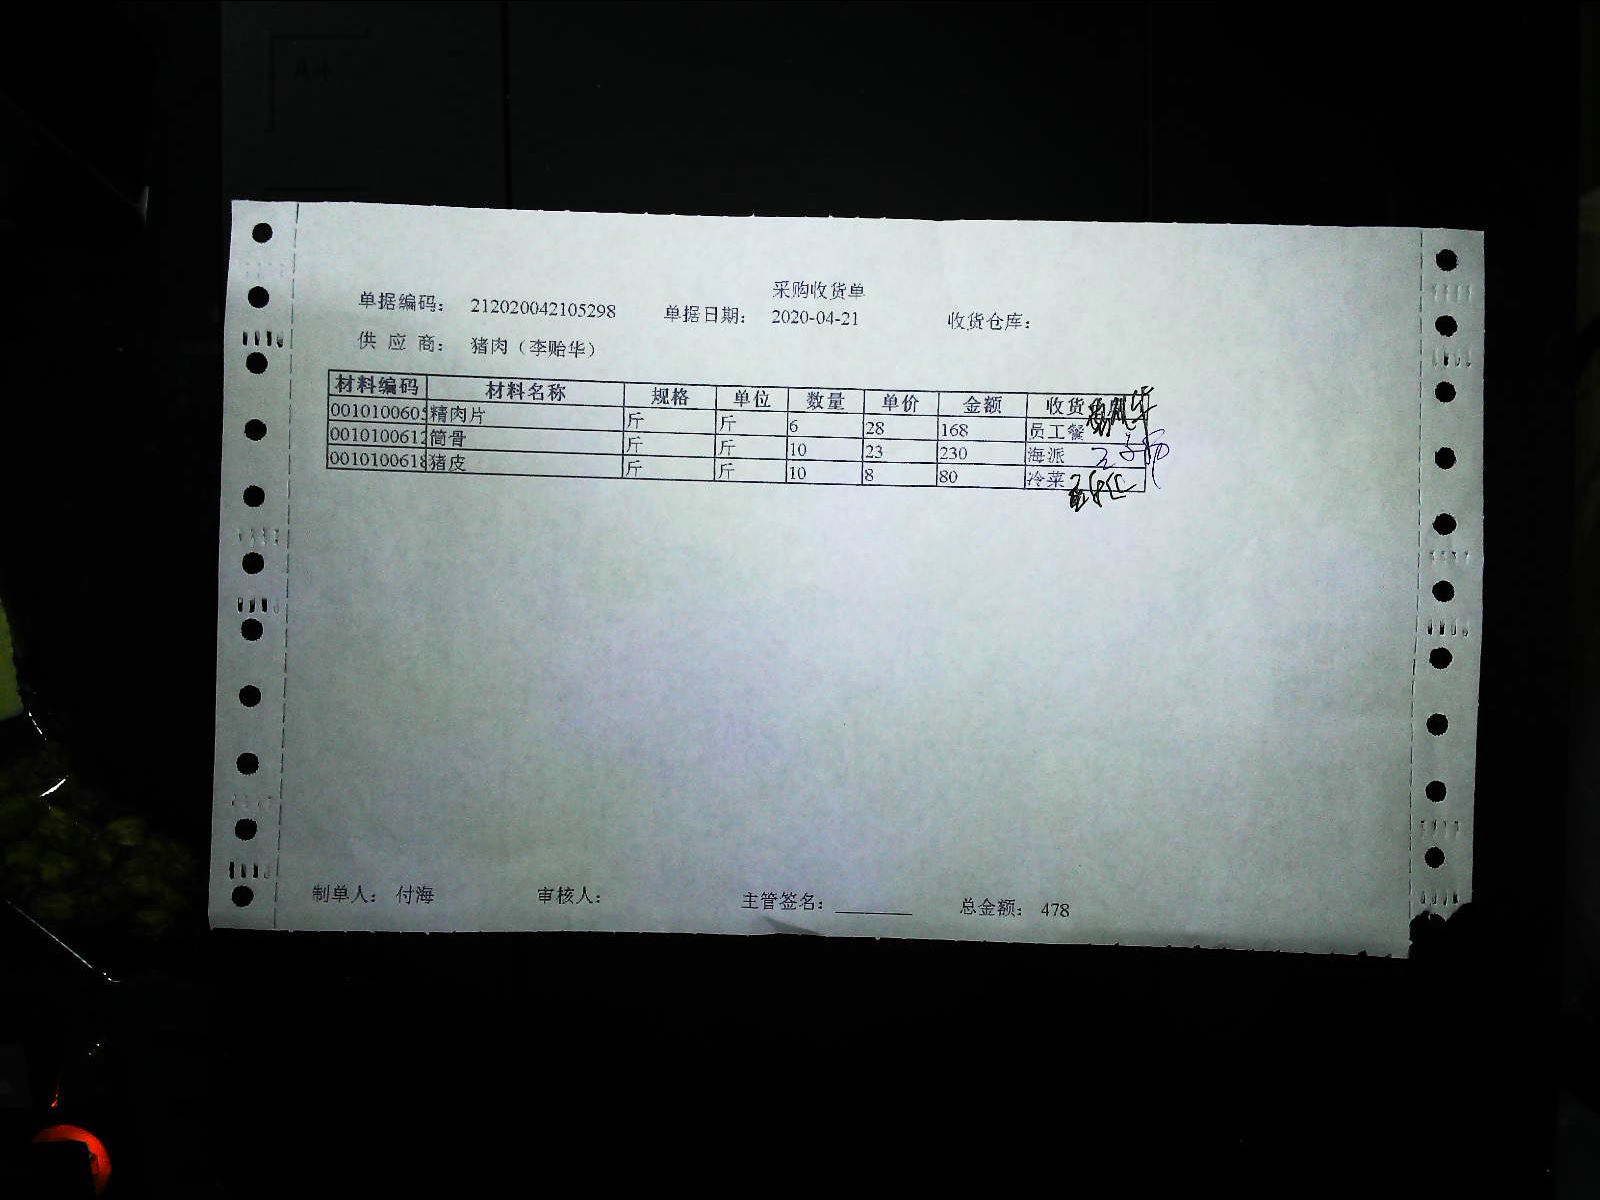 采购收货单
单据编码： 212020042105298 单据日期： 2020-04-21 收货仓库：
供 应 商： 猪肉（李贻华）
材料编码 材料名称 规格 单位 数量 单价 金额 收货
0010100605 精肉片 斤 斤 6 28 168 员工餐
0010100612 筒骨 斤 斤 10 23 230 海派
0010100618 猪皮 斤 斤 10 8 80 冷菜
制单人： 付海 审核人： 主管签名： 总金额： 478